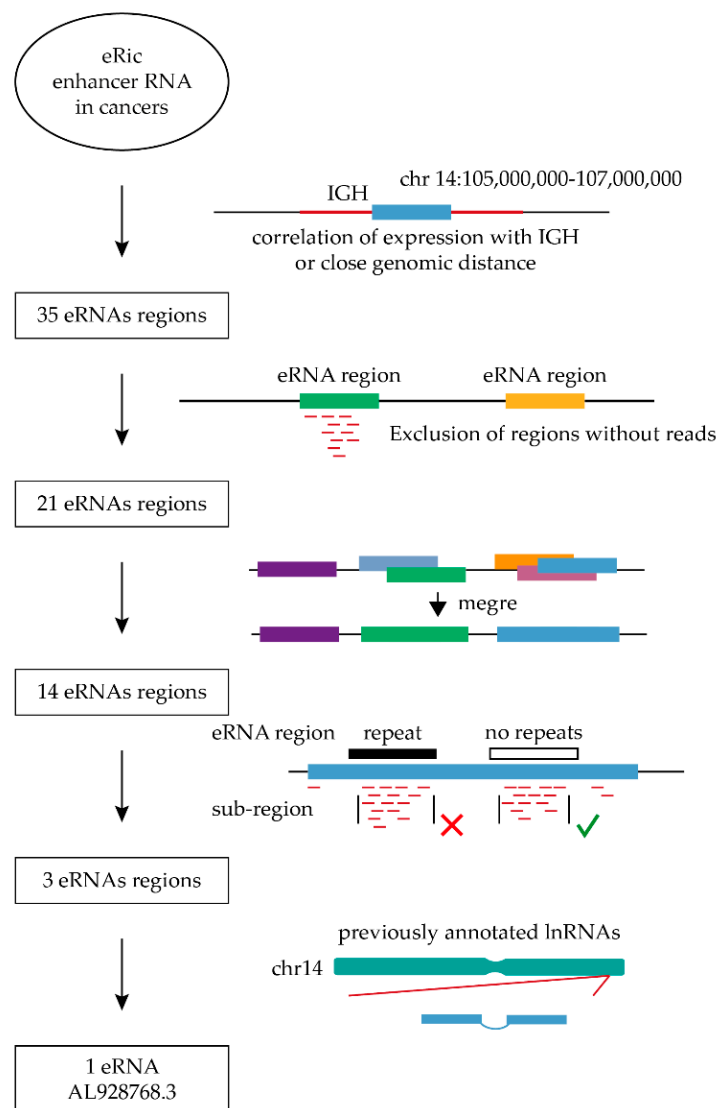 eRic
enhancer RNA
in cancers
IGH
chr 14:105,000,000-107,000,000
correlation of expression with IGH
or close genomic distance
35 eRNAs regions
eRNA region
eRNA region
Exclusion of regions without reads
21 eRNAs regions
megre
14 eRNAs regions
eRNA region
repeat
no repeats
sub-region
3 eRNAs regions
previously annotated lnRNAs
chr14
1 eRNA
AL928768.3